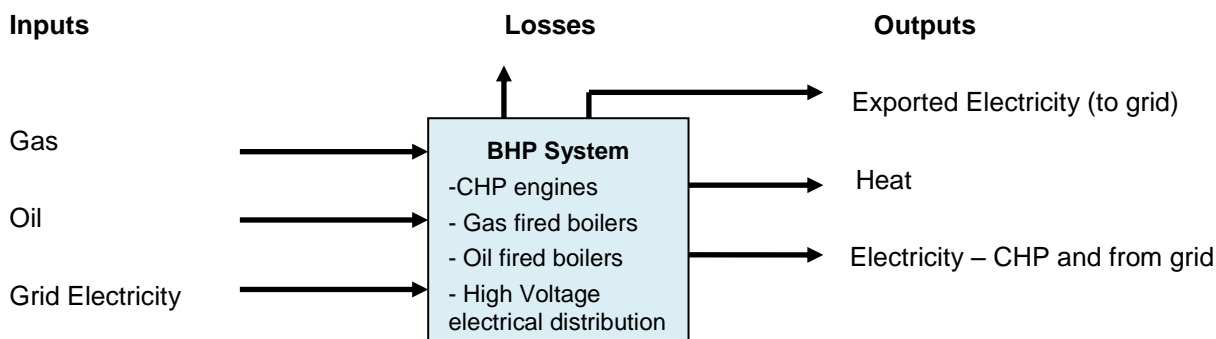 Inputs
Losses
Outputs
Exported Electricity (to grid)
Gas
BHP System
-CHP engines
Heat
- Gas fired boilers
Oil
- Oil fired boilers
Electricity – CHP and from grid
Grid Electricity
- High Voltage
electrical distribution